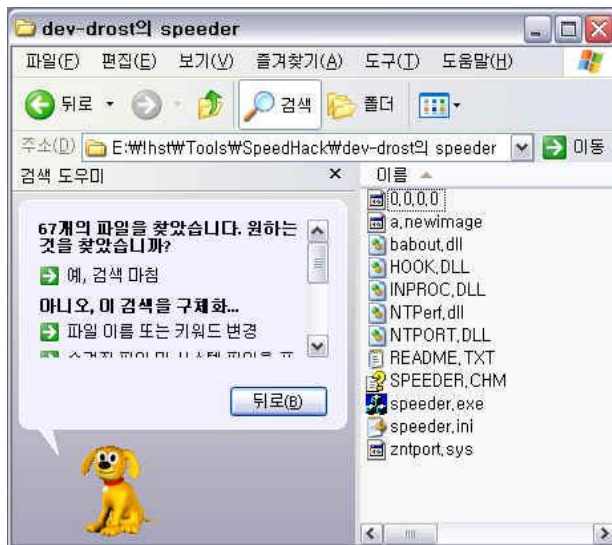 dev-drost의 speeder
파일(F) 편집(E) 보기(V) 즐겨찾기(A) 도구(T) 도움말(H)
뒤로 검색 폴더
주소(D) E:₩!hst₩Tools₩SpeedHack₩dev-drost의 speeder 이동
검색 도우미
67개의 파일을 찾았습니다. 원하는
것을 찾았습니까?
예, 검색 마침
아니오, 이 검색을 구체화...
파일 이름 또는 키워드 변경
뒤로(B)
이름
0,0,0,0
a.newimage
babout.dll
HOOK.DLL
INPROC.DLL
NTPerf.dll
NTPORT.DLL
README.TXT
SPEEDER.CHM
speeder.exe
speeder.ini
zntport.sys